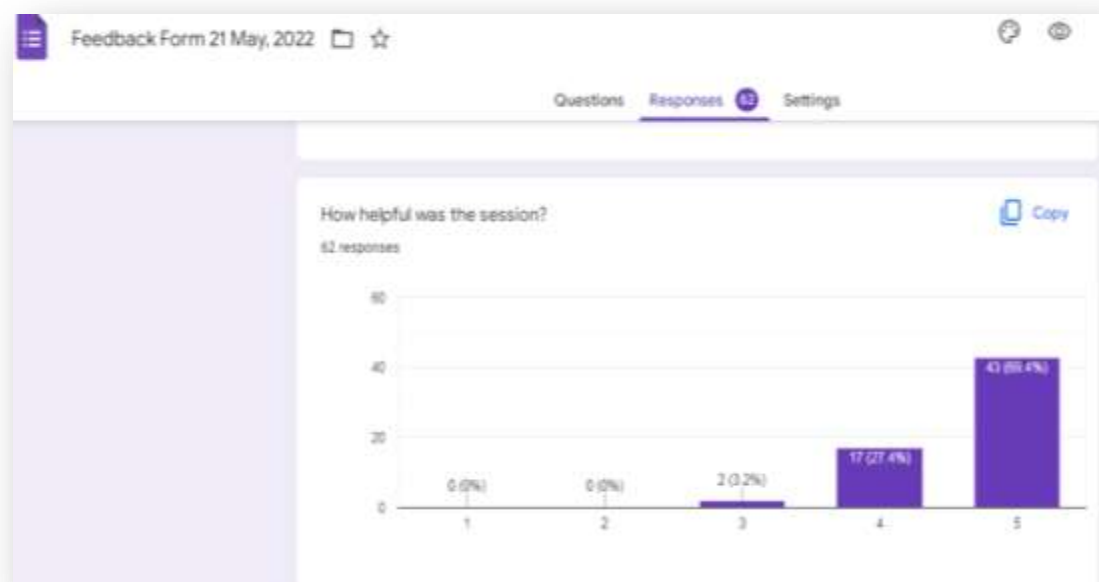 Feedback Form 21 May, 2022
Questions Responses 62 Settings
How helpful was the session?
Copy
62 responses
60
40
20
0
0 (0%)
0 (0%)
2 (3.2%)
17 (27.4%)
43 (69.4%)
1 2 3 4 5